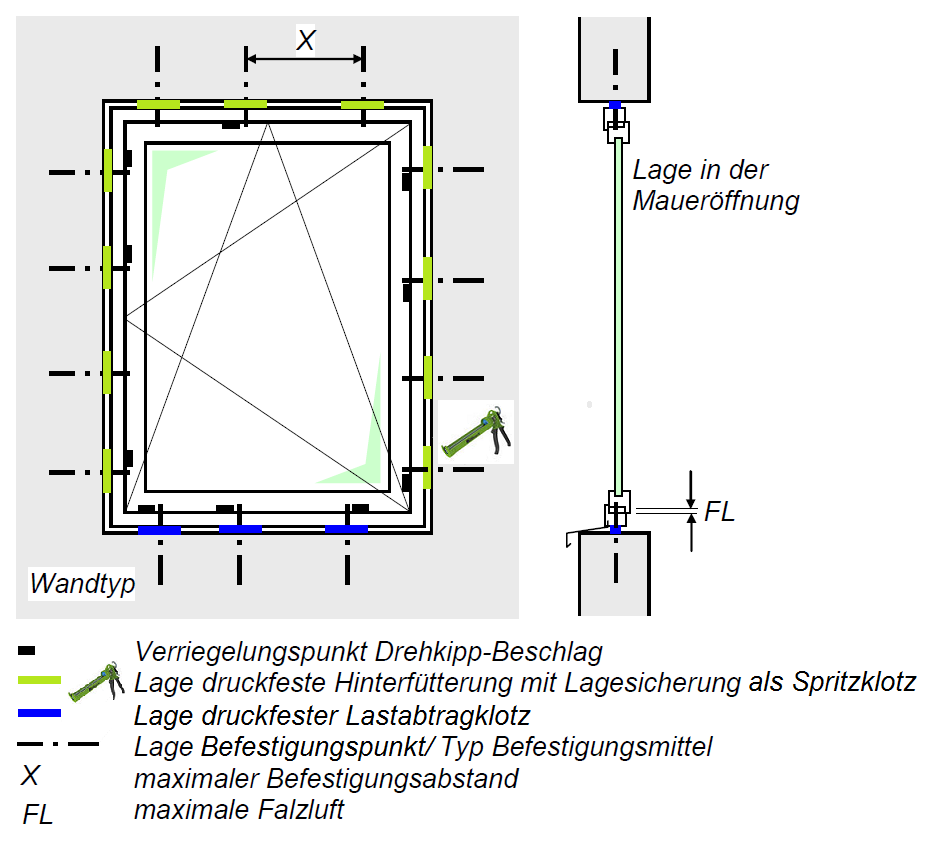 X
Lage in der
Maueröffnung
FL
Wandtyp
Verriegelungspunkt Drehkipp-Beschlag
Lage druckfeste Hinterfütterung mit Lagesicherung als Spritzklotz
Lage druckfester Lastabtragklotz
Lage Befestigungspunkt/ Typ Befestigungsmittel
X maximaler Befestigungsabstand
FL maximale Falzluft